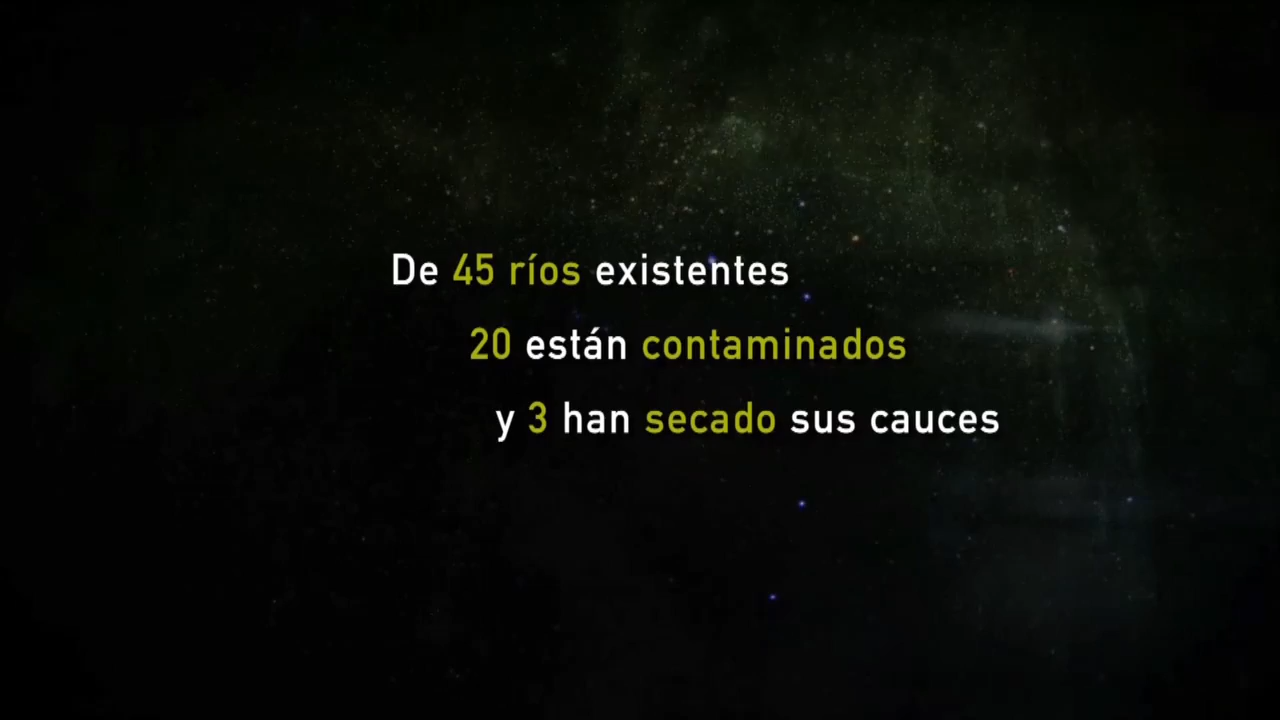 De 45 ríos existentes
20 están contaminados
y 3 han secado sus cauces